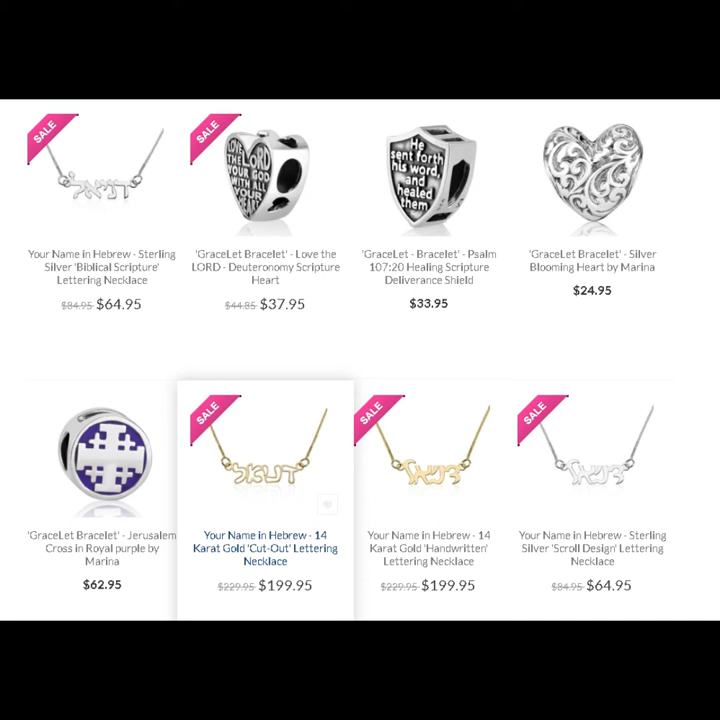 SALE
דניאל
Your Name in Hebrew - Sterling
Silver 'Biblical Scripture'
Lettering Necklace
$84.95 $64.95
SALE
LOVE
THE LORD
YOUR GOD
WITH ALL
YOUR
HEART
'GraceLet Bracelet' - Love the
LORD - Deuteronomy Scripture
Heart
$44.85 $37.95
He
sent forth
his word,
and
healed
them
'GraceLet - Bracelet' - Psalm
107:20 Healing Scripture
Deliverance Shield
$33.95
'GraceLet Bracelet' - Silver
Blooming Heart by Marina
$24.95
'GraceLet Bracelet' - Jerusalem
Cross in Royal purple by
Marina
$62.95
SALE
דניאל
Your Name in Hebrew - 14
Karat Gold 'Cut-Out' Lettering
Necklace
$229.95 $199.95
SALE
דניאל
Your Name in Hebrew - 14
Karat Gold 'Handwritten'
Lettering Necklace
$229.95 $199.95
SALE
דניאל
Your Name in Hebrew - Sterling
Silver 'Scroll Design' Lettering
Necklace
$84.95 $64.95